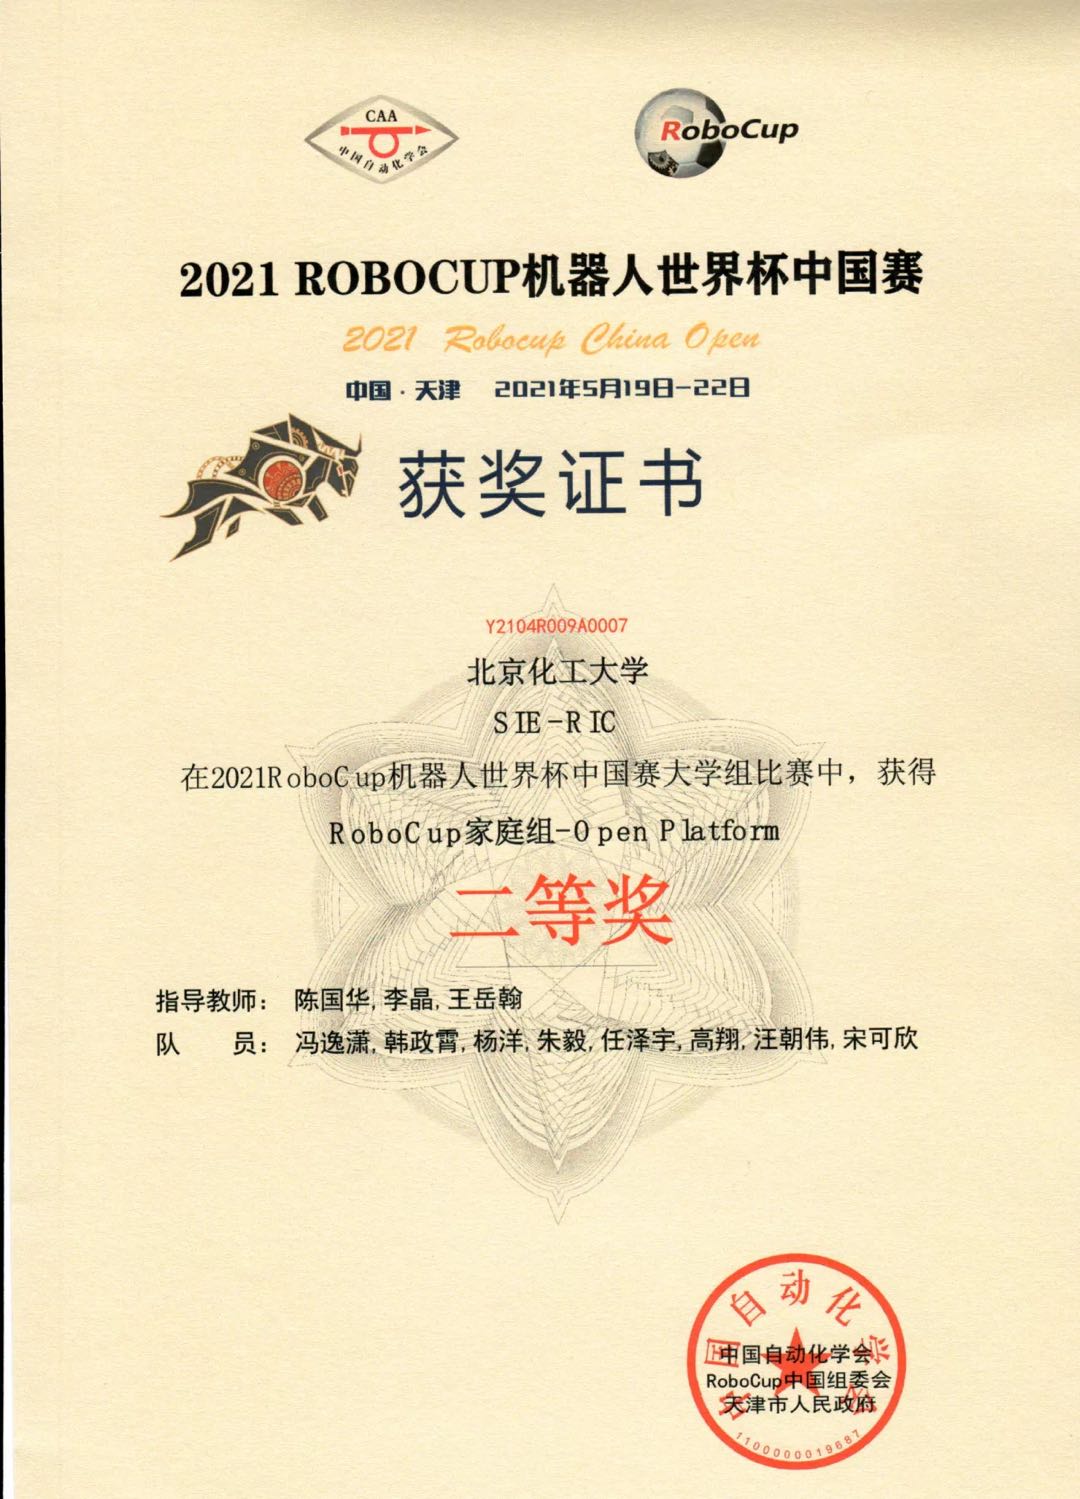 CAA
中国自动化学会
RoboCup
2021 ROBOCUP机器人世界杯中国赛
2021 Robocup China Open
中国·天津 2021年5月19日-22日
获奖证书
Y2104R009A0007
北京化工大学
SIE-RIC
在2021RoboCup机器人世界杯中国赛大学组比赛中，获得
RoboCup家庭组-Open Platform
二等奖
指导教师： 陈国华,李晶,王岳翰
队 员： 冯逸潇,韩政霄,杨洋,朱毅,任泽宇,高翔,汪朝伟,宋可欣
中国自动化学会
中国自动化学会
RoboCup中国组委会
天津市人民政府
1100000019687